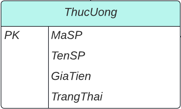 ThucUong
PK MaSP
TenSP
GiaTien
TrangThai